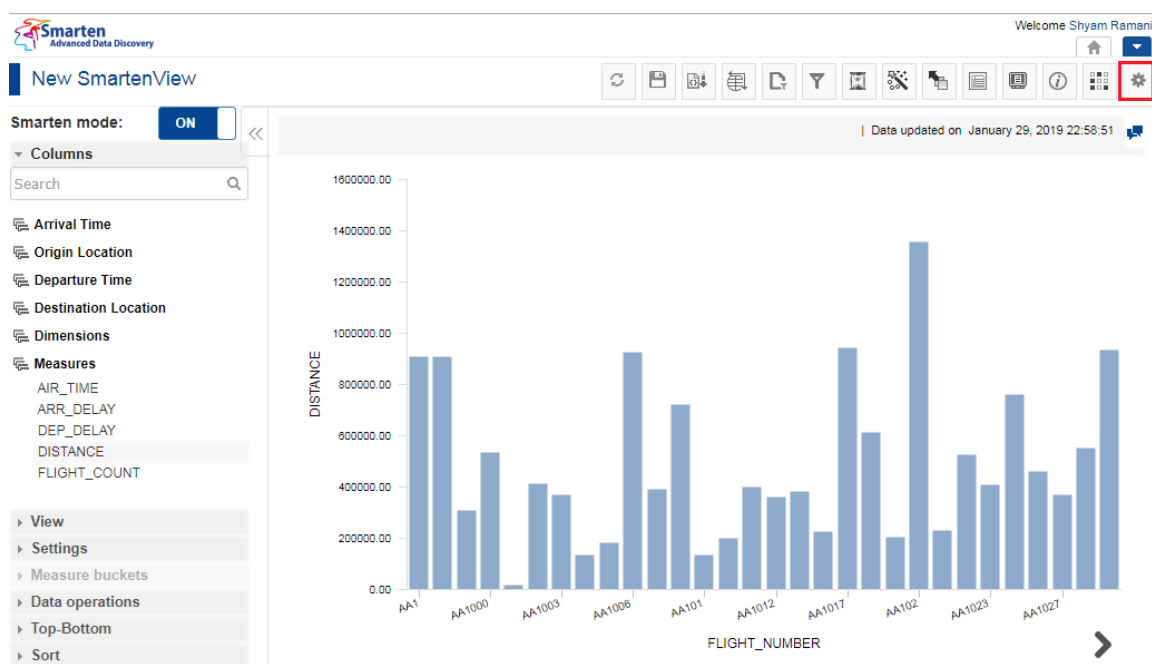 Smarten
Advanced Data Discovery
Welcome Shyam Ramani
New SmartenView
Smarten mode:
ON
Columns
Search
Arrival Time
Origin Location
Departure Time
Destination Location
Dimensions
Measures
AIR_TIME
ARR_DELAY
DEP_DELAY
DISTANCE
FLIGHT_COUNT
View
Settings
Measure buckets
Data operations
Top-Bottom
Sort
| Data updated on January 29, 2019 22:58:51
1600000.00
1400000.00
1200000.00
1000000.00
800000.00
600000.00
400000.00
200000.00
0.00
DISTANCE
AA1
AA1000
AA1003
AA1006
AA101
AA1012
AA1017
AA102
AA1023
AA1027
FLIGHT_NUMBER